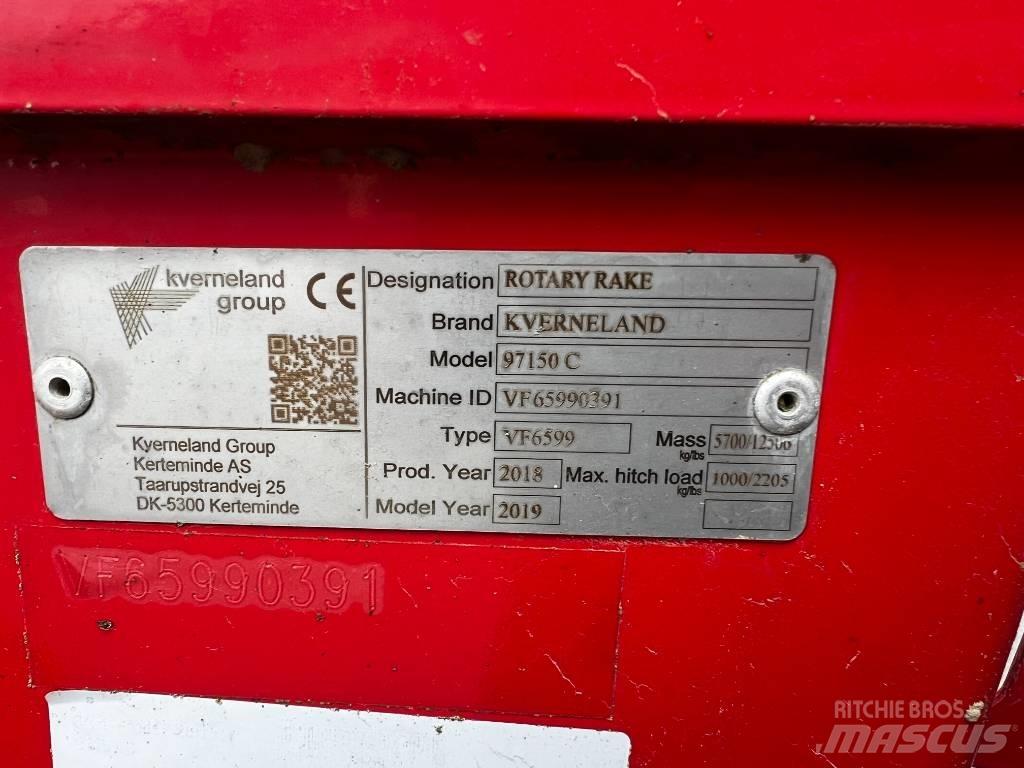 kverneland
group
CE
Kverneland Group
Kerteminde AS
Taarupstrandvej 25
DK-5300 Kerteminde
Designation ROTARY RAKE
Brand KVERNELAND
Model 97150 C
Machine ID VF65990391
Type VF6599 Mass kg/lbs 5700/12566
Prod. Year 2018 Max. hitch load kg/lbs 1000/2205
Model Year 2019
VF65990391
RITCHIE BROS.
MASCUS